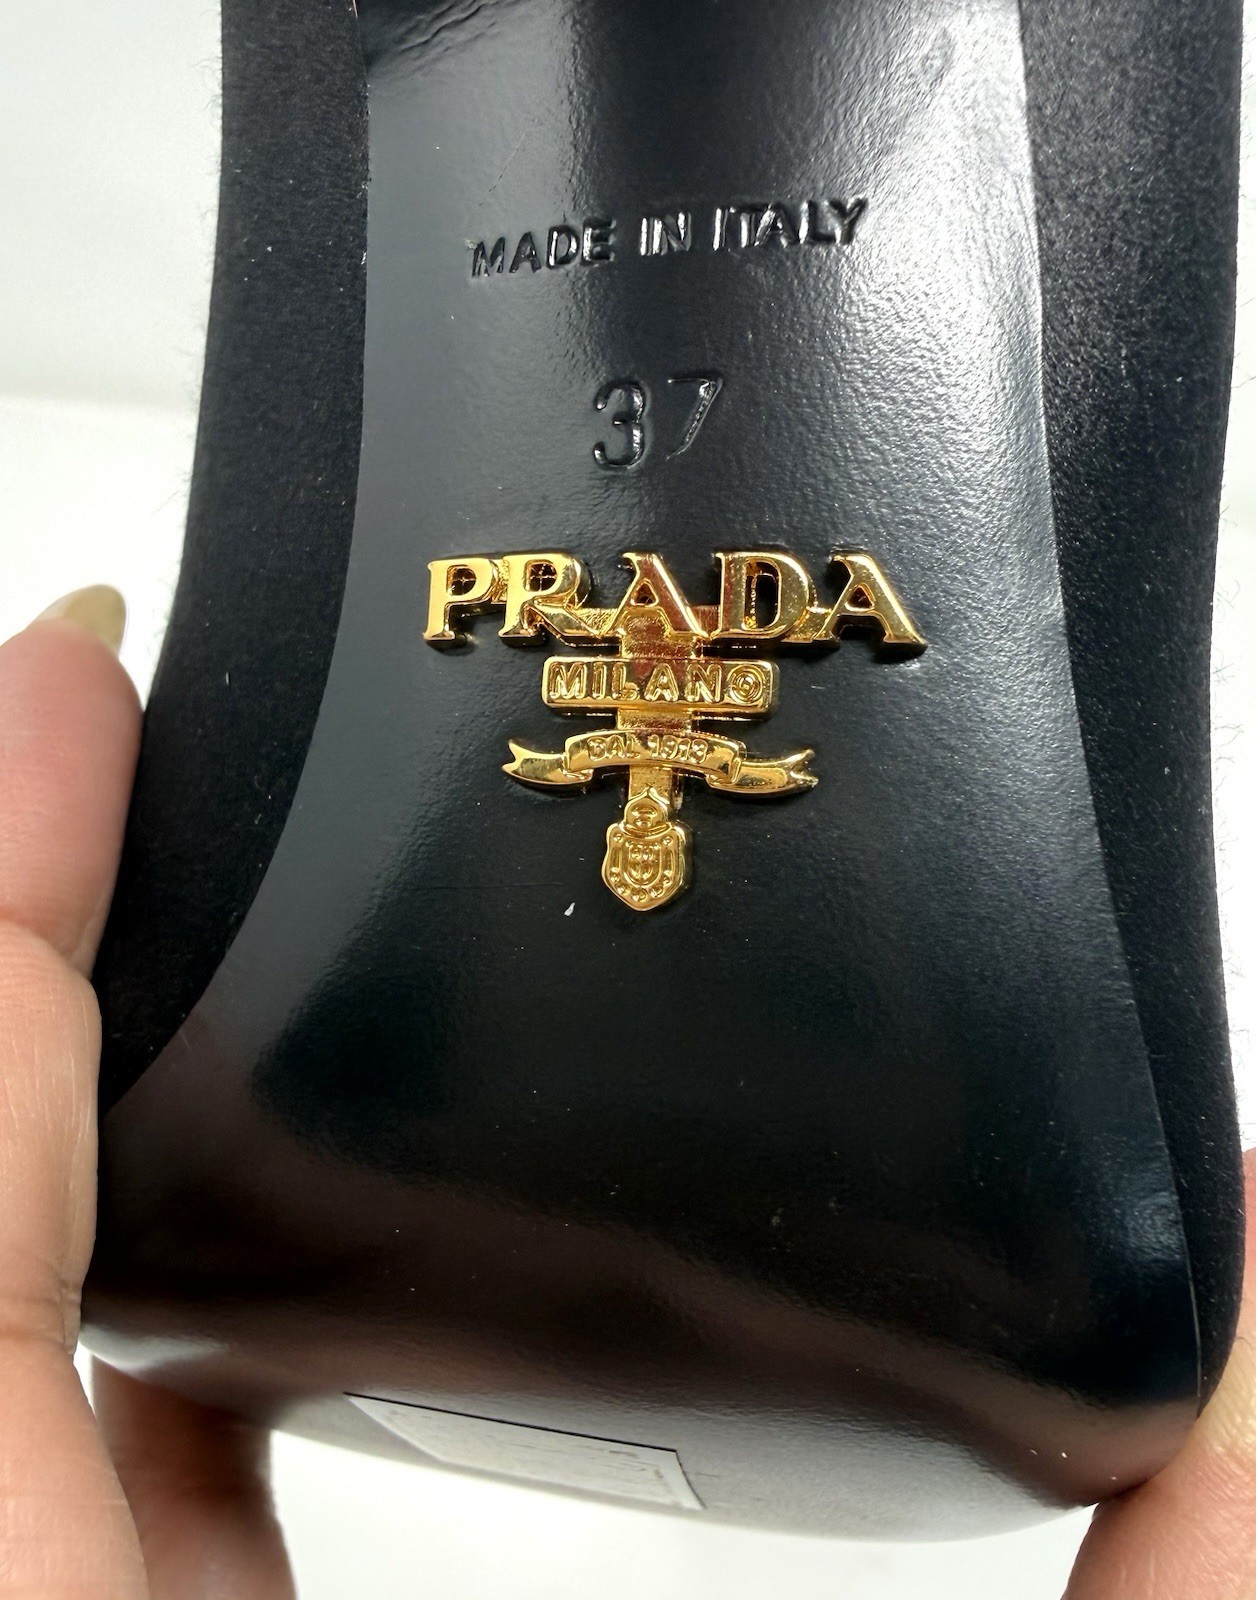 MADE IN ITALY
37
PRADA
MILANO
DAL 1913